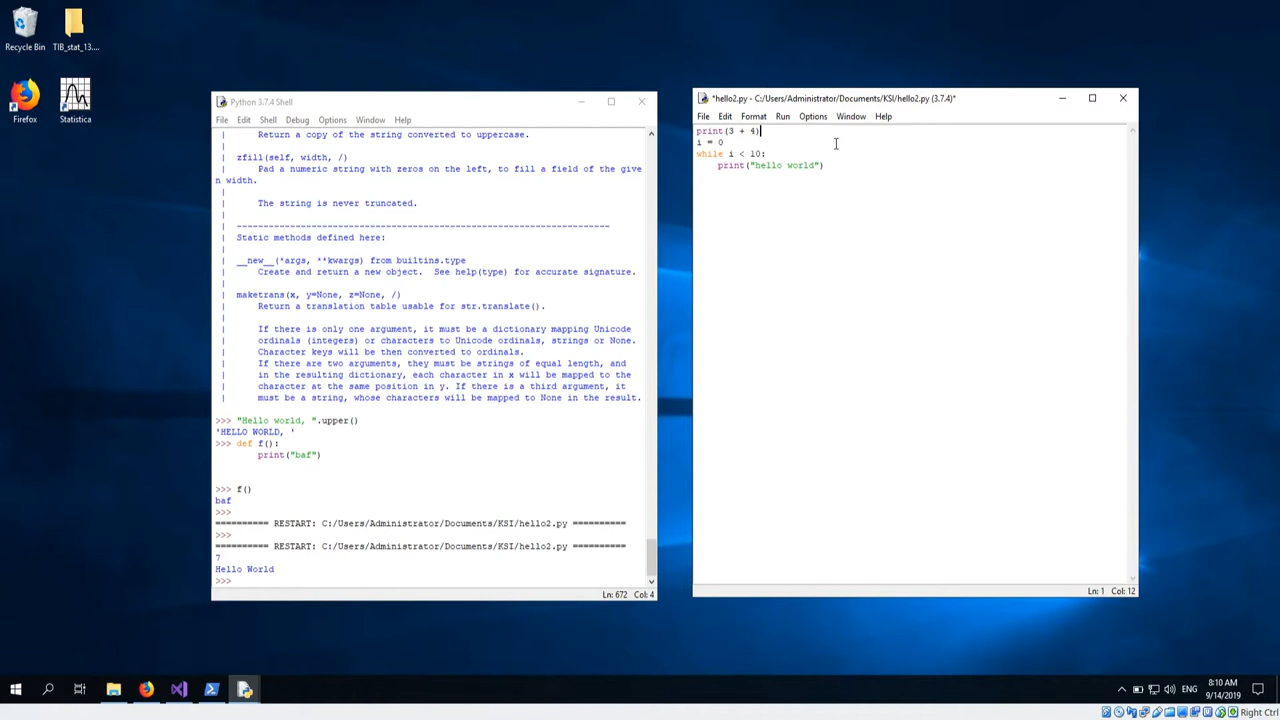 Recycle Bin
TIB_stat_13....
Firefox
Statistica
Python 3.7.4 Shell
File Edit Shell Debug Options Window Help
| Return a copy of the string converted to uppercase.
|
| zfill(self, width, /)
| Pad a numeric string with zeros on the left, to fill a field of the give
n width.
|
| The string is never truncated.
|
| ----------------------------------------------------------------------
| Static methods defined here:
|
| __new__(*args, **kwargs) from builtins.type
| Create and return a new object. See help(type) for accurate signature.
|
| maketrans(x, y=None, z=None, /)
| Return a translation table usable for str.translate().
|
| If there is only one argument, it must be a dictionary mapping Unicode
| ordinals (integers) or characters to Unicode ordinals, strings or None.
| Character keys will be then converted to ordinals.
| If there are two arguments, they must be strings of equal length, and
| in the resulting dictionary, each character in x will be mapped to the
| character at the same position in y. If there is a third argument, it
| must be a string, whose characters will be mapped to None in the result.
>>> "Hello world, ".upper()
'HELLO WORLD, '
>>> def f():
print("baf")
>>> f()
baf
>>>
========== RESTART: C:/Users/Administrator/Documents/KSI/hello2.py ==========
>>>
========== RESTART: C:/Users/Administrator/Documents/KSI/hello2.py ==========
7
Hello World
>>>
Ln: 672 Col: 4
*hello2.py - C:/Users/Administrator/Documents/KSI/hello2.py (3.7.4)*
File Edit Format Run Options Window Help
print(3 + 4)
i = 0
while i < 10:
print("hello world")
Ln: 1 Col: 12
ENG
8:10 AM
9/14/2019
Right Ctrl